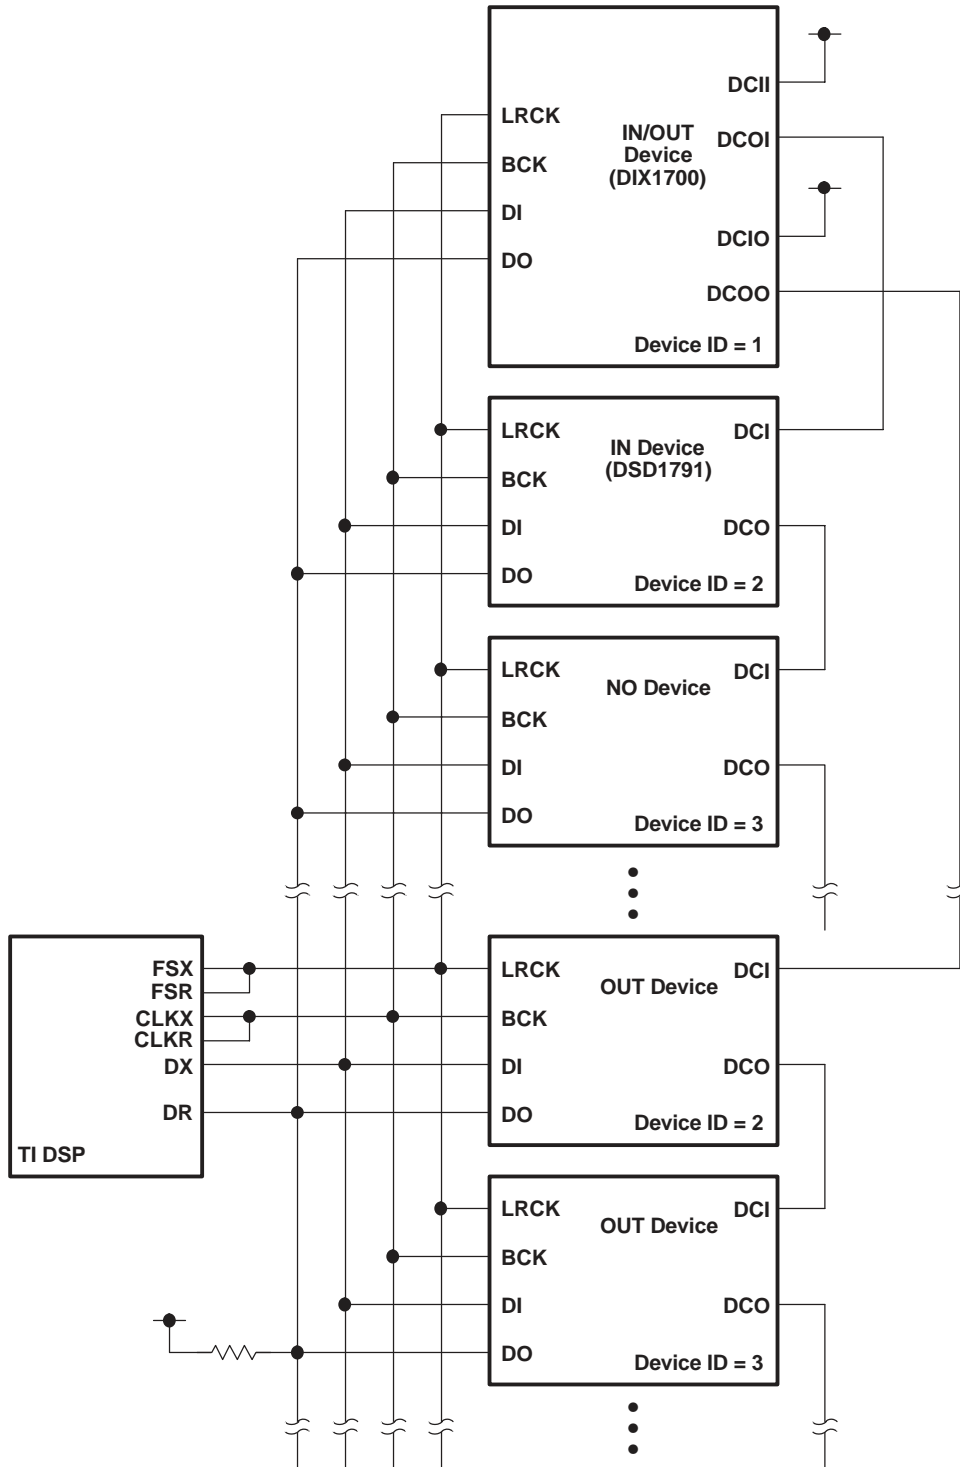 DCII
LRCK
IN/OUT
Device
(DIX1700)
DCOI
BCK
DI
DCIO
DO
DCOO
Device ID = 1
LRCK
DCI
IN Device
(DSD1791)
BCK
DI
DCO
DO
Device ID = 2
LRCK
DCI
NO Device
BCK
DI
DCO
DO
Device ID = 3
FSX
FSR
CLKX
CLKR
DX
DR
TI DSP
LRCK
DCI
OUT Device
BCK
DI
DCO
DO
Device ID = 2
LRCK
DCI
OUT Device
BCK
DI
DCO
DO
Device ID = 3